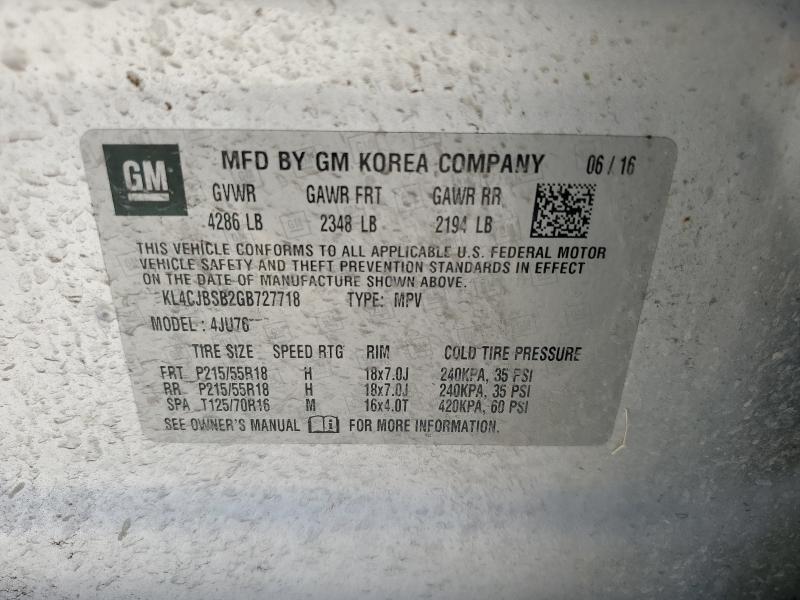 GM MFD BY GM KOREA COMPANY 06 / 16
GVWR GAWR FRT GAWR RR
4286 LB 2348 LB 2194 LB
THIS VEHICLE CONFORMS TO ALL APPLICABLE U.S. FEDERAL MOTOR
VEHICLE SAFETY AND THEFT PREVENTION STANDARDS IN EFFECT
ON THE DATE OF MANUFACTURE SHOWN ABOVE.
KL4CJBSB2GB727718 TYPE: MPV
MODEL: 4JU76
TIRE SIZE SPEED RTG RIM COLD TIRE PRESSURE
FRT P215/55R18 H 18x7.0J 240KPA, 35 PSI
RR P215/55R18 H 18x7.0J 240KPA, 35 PSI
SPA T125/70R16 M 16x4.0T 420KPA, 60 PSI
SEE OWNER'S MANUAL FOR MORE INFORMATION.